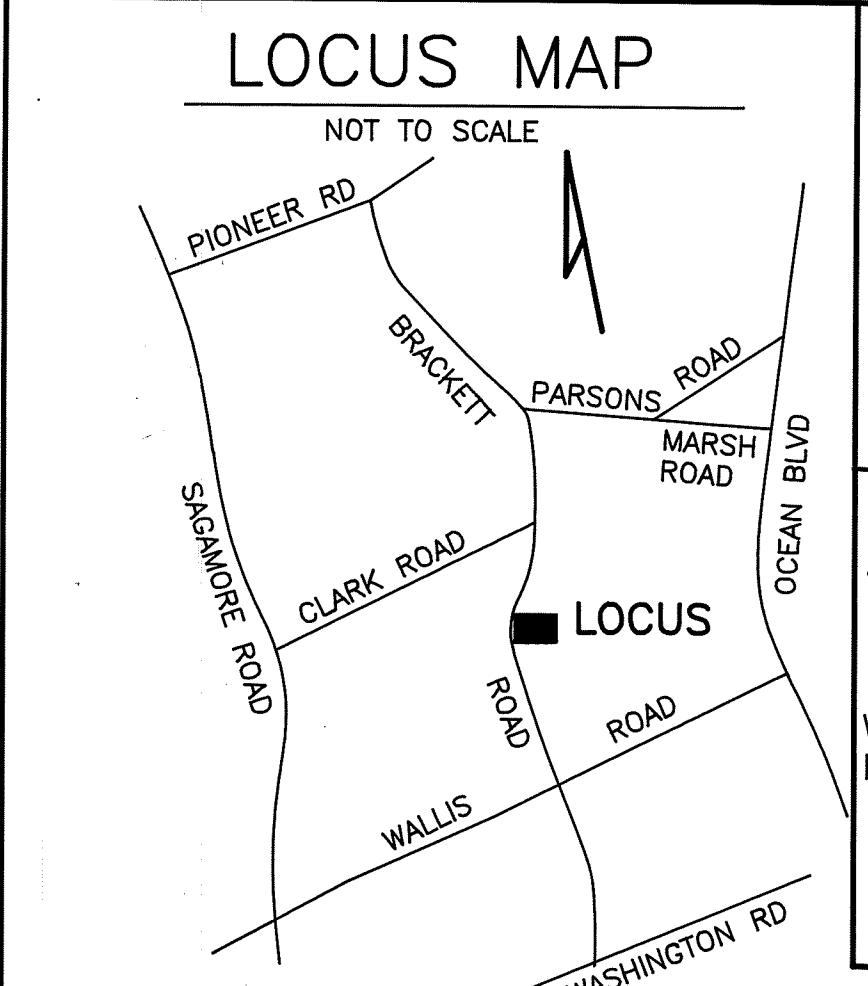 LOCUS MAP
NOT TO SCALE
PIONEER RD
BRACKETT
ROAD
PARSONS
MARSH
ROAD
OCEAN BLVD
SAGAMORE ROAD
CLARK ROAD
LOCUS
ROAD
ROAD
WALLIS
WASHINGTON RD